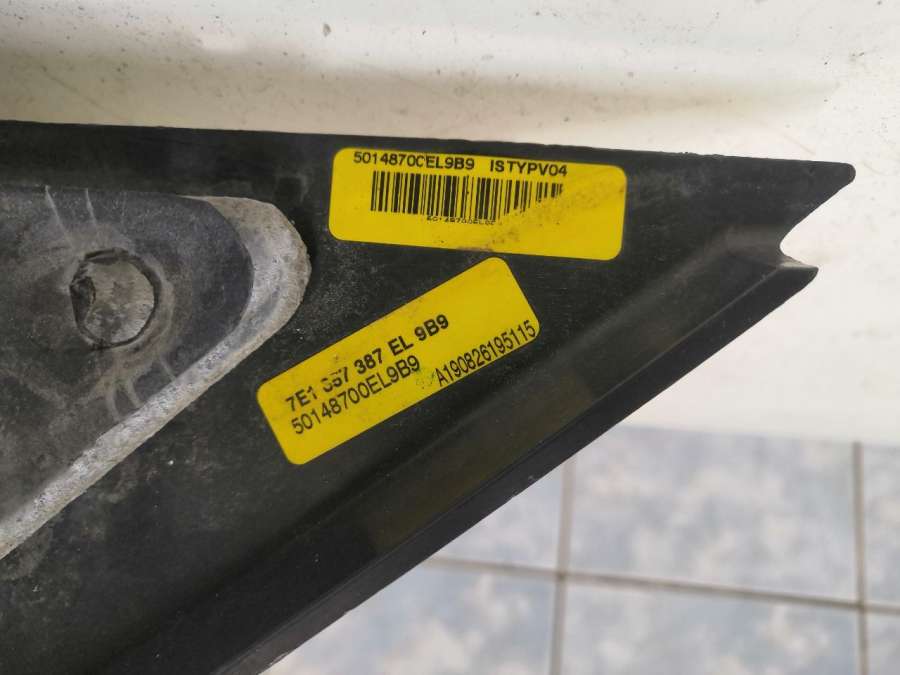 5014870CEL9B9 ISTYPV04
7E1 857 387 EL 9B9
50148700EL9B9 A190826195115